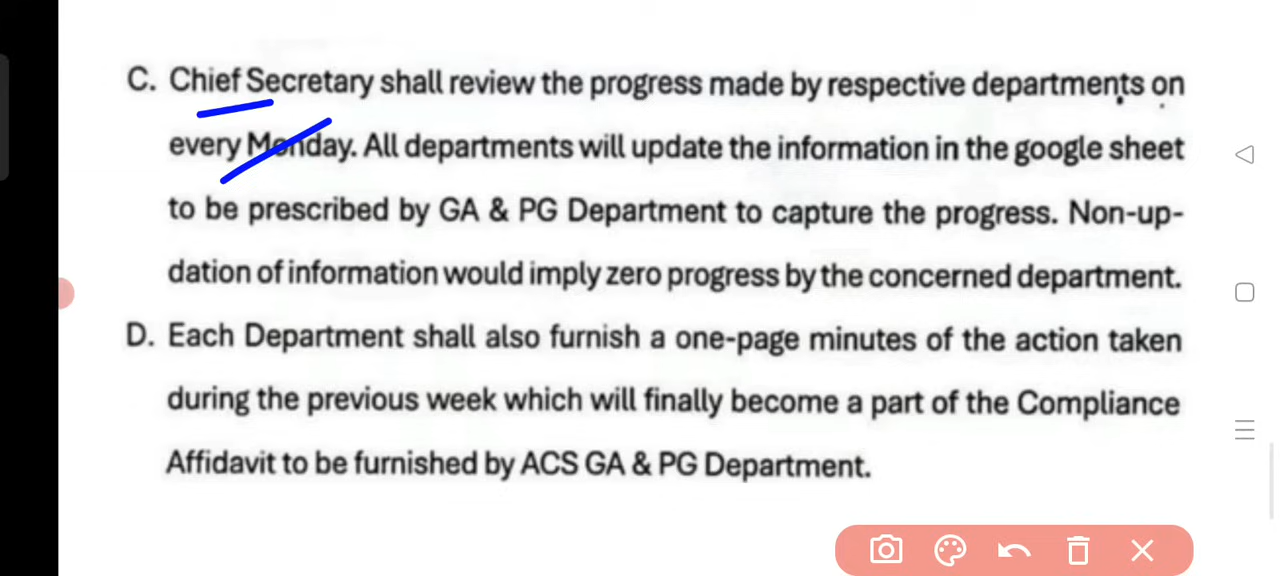 C. Chief Secretary shall review the progress made by respective departments on
every Monday. All departments will update the information in the google sheet
to be prescribed by GA & PG Department to capture the progress. Non-up-
dation of information would imply zero progress by the concerned department.
D. Each Department shall also furnish a one-page minutes of the action taken
during the previous week which will finally become a part of the Compliance
Affidavit to be furnished by ACS GA & PG Department.